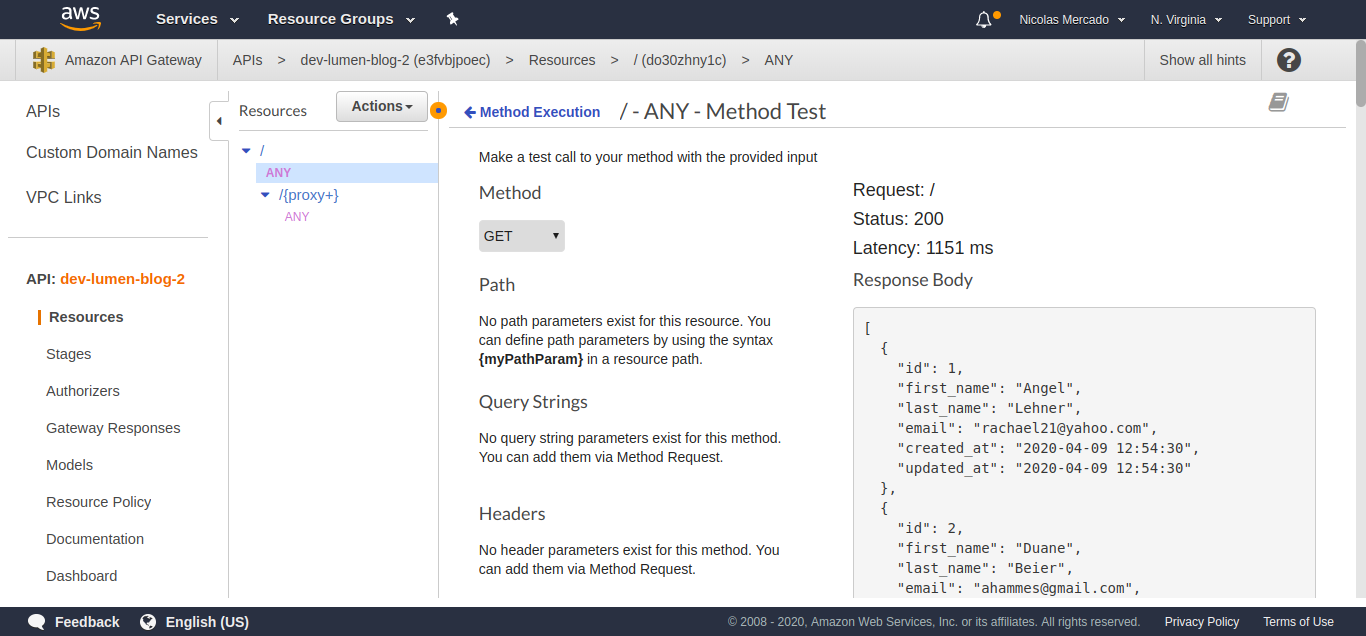 aws
Services
Resource Groups
Nicolas Mercado
N. Virginia
Support
Amazon API Gateway
APIs > dev-lumen-blog-2 (e3fvbjpoec) > Resources > / (do30zhny1c) > ANY
Show all hints
?
APIs
Custom Domain Names
VPC Links
API: dev-lumen-blog-2
Resources
Stages
Authorizers
Gateway Responses
Models
Resource Policy
Documentation
Dashboard
Resources
Actions
/
ANY
/{proxy+}
ANY
Method Execution / - ANY - Method Test
Make a test call to your method with the provided input
Method
GET
Path
No path parameters exist for this resource. You
can define path parameters by using the syntax
{myPathParam} in a resource path.
Query Strings
No query string parameters exist for this method.
You can add them via Method Request.
Headers
No header parameters exist for this method. You
can add them via Method Request.
Request: /
Status: 200
Latency: 1151 ms
Response Body
[
{
"id": 1,
"first_name": "Angel",
"last_name": "Lehner",
"email": "rachael21@yahoo.com",
"created_at": "2020-04-09 12:54:30",
"updated_at": "2020-04-09 12:54:30"
},
{
"id": 2,
"first_name": "Duane",
"last_name": "Beier",
"email": "ahammes@gmail.com",
Feedback
English (US)
© 2008 - 2020, Amazon Web Services, Inc. or its affiliates. All rights reserved.
Privacy Policy
Terms of Use